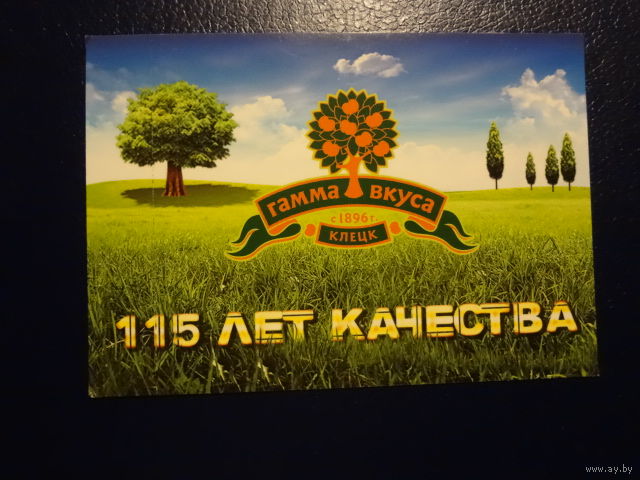 гамма вкуса
с 1896 г.
КЛЕЦК
115 ЛЕТ КАЧЕСТВА
www.ay.by